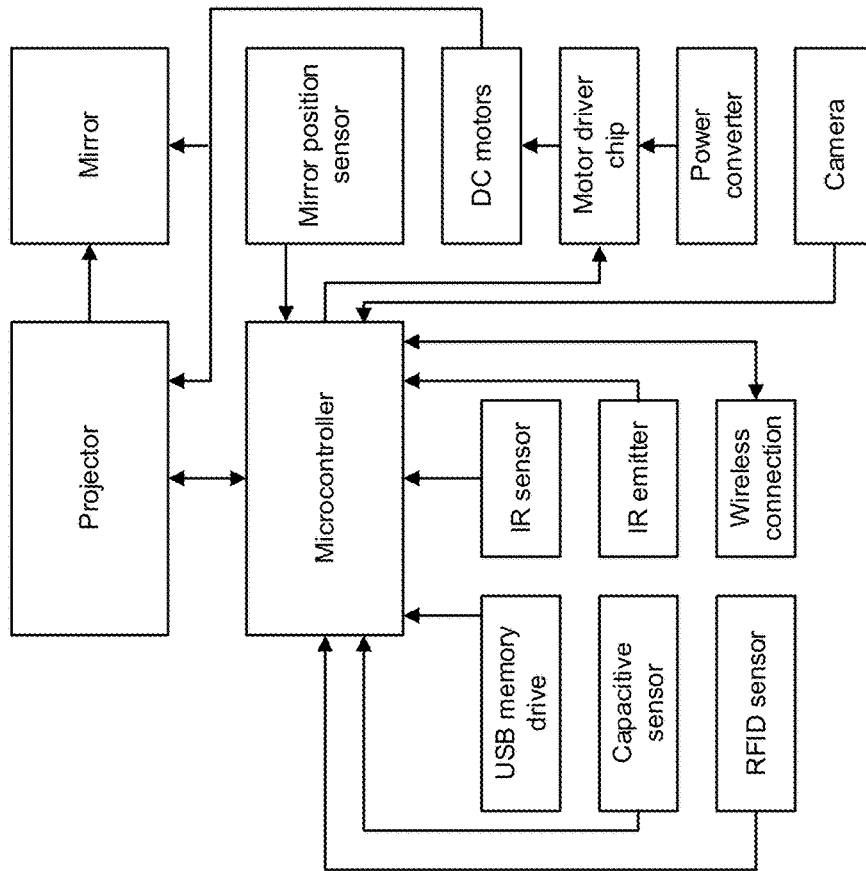 Projector
Mirror
Microcontroller
Mirror position
sensor
USB memory
drive
IR sensor
DC motors
Capacitive
sensor
IR emitter
Motor driver
chip
RFID sensor
Wireless
connection
Power
converter
Camera